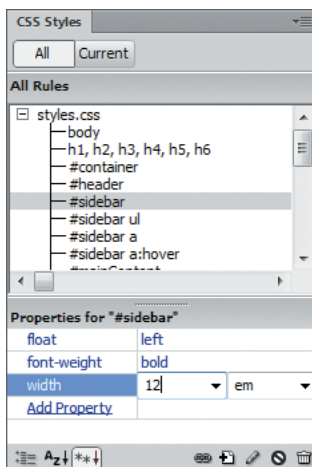 CSS Styles
All Current
All Rules
styles.css
body
h1, h2, h3, h4, h5, h6
#container
#header
#sidebar
#sidebar ul
#sidebar a
#sidebar a:hover
#mainContent
Properties for "#sidebar"
float left
font-weight bold
width 12 em
Add Property